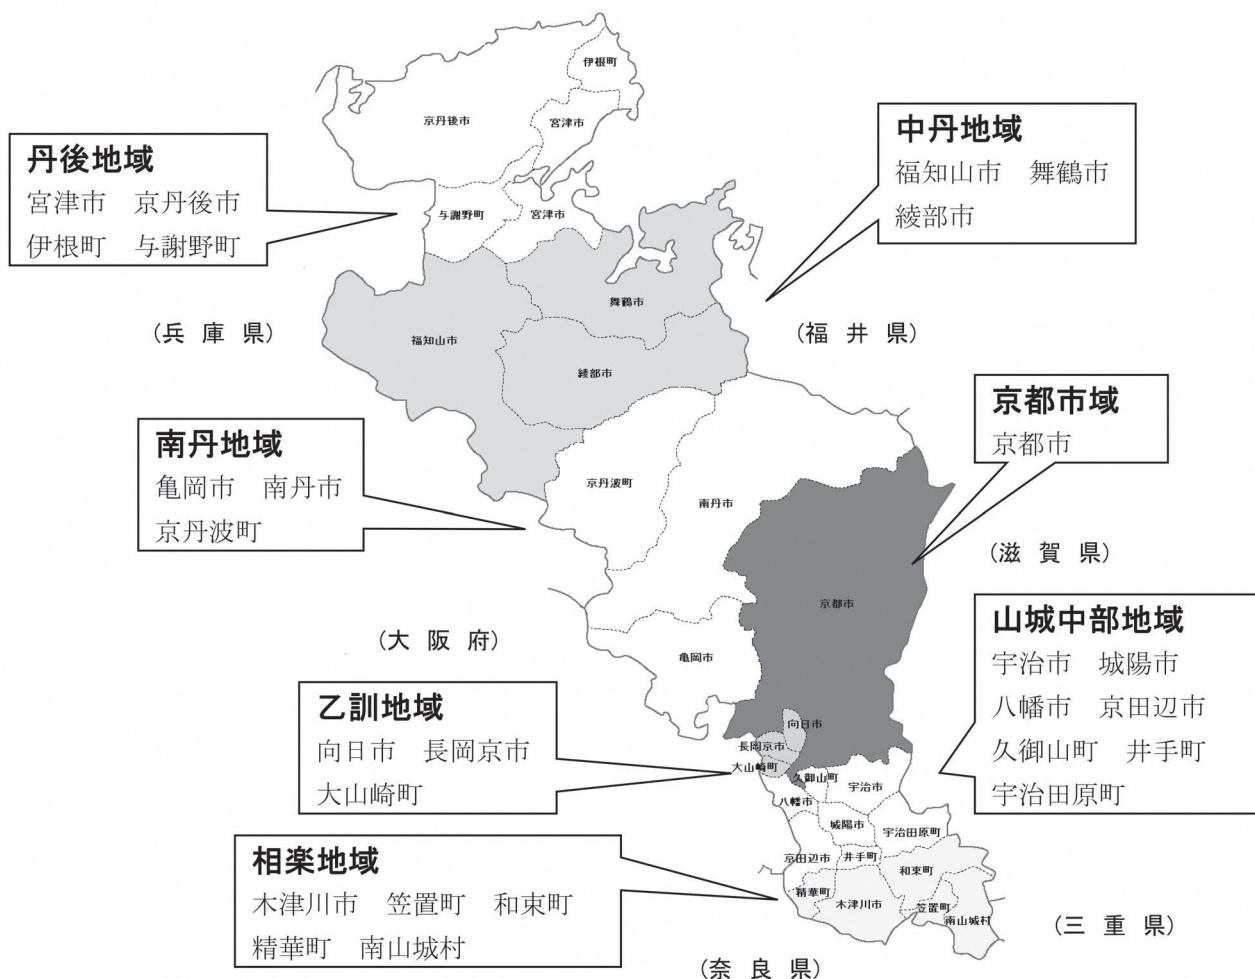 伊根町
京丹後市
宮津市
中丹地域
福知山市　舞鶴市
綾部市
丹後地域
宮津市　京丹後市
伊根町　与謝野町
与謝野町
宮津市
舞鶴市
（兵庫県）
（福井県）
福知山市
綾部市
京都市域
京都市
南丹地域
亀岡市　南丹市
京丹波町
京丹波町
南丹市
（滋賀県）
京都市
山城中部地域
宇治市　城陽市
八幡市　京田辺市
久御山町　井手町
宇治田原町
（大阪府）
亀岡市
乙訓地域
向日市　長岡京市
大山崎町
向日市
長岡京市
大山崎町
久御山町
宇治市
八幡市
城陽市
宇治田原町
京田辺市
井手町
和束町
相楽地域
木津川市　笠置町　和束町
精華町　南山城村
精華町
木津川市
笠置町
南山城村
（三重県）
（奈良県）